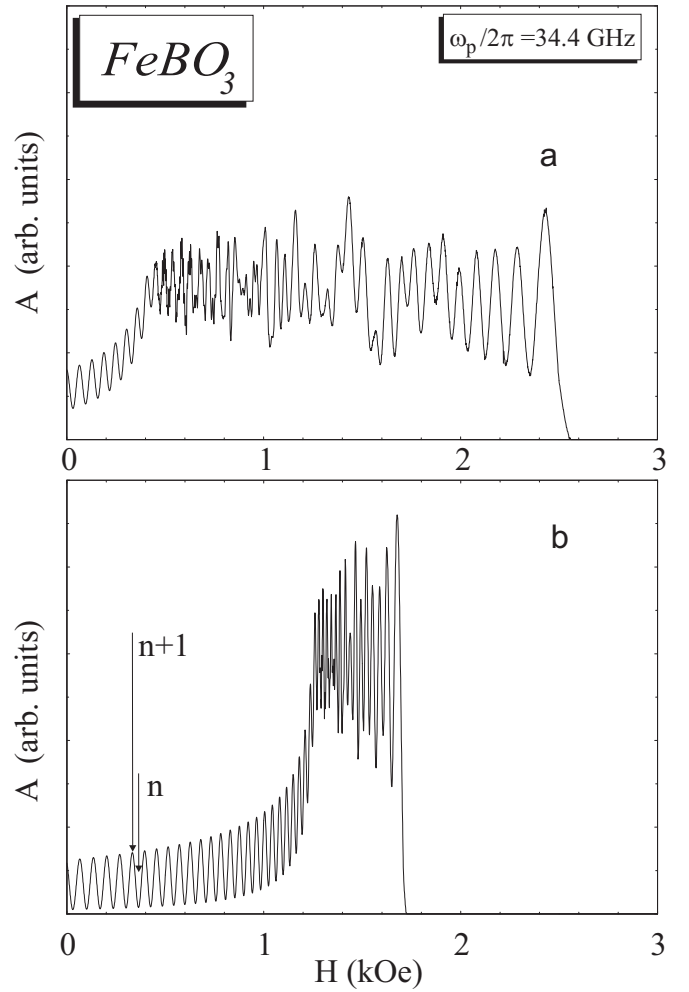 FeBO3
ωp/2π =34.4 GHz
a
A (arb. units)
0 1 2 3
b
n+1
n
A (arb. units)
0 1 2 3
H (kOe)